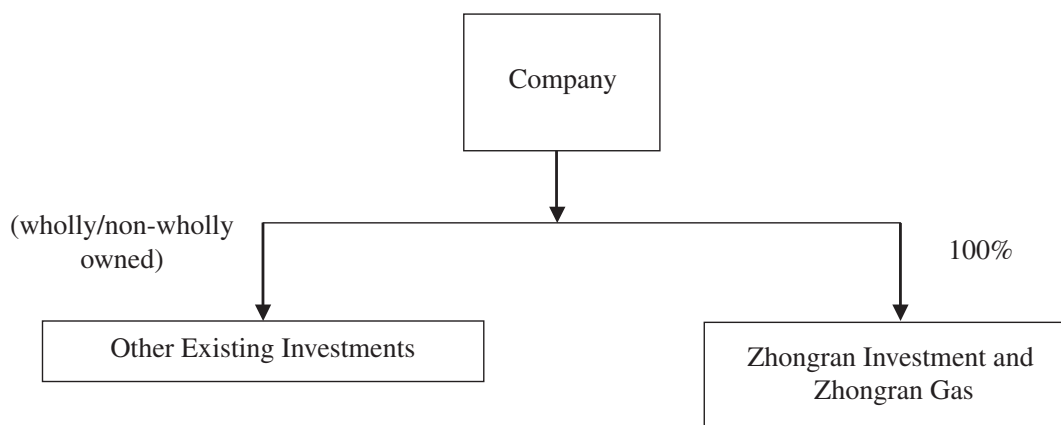 Company
(wholly/non-wholly
owned)
100%
Other Existing Investments
Zhongran Investment and
Zhongran Gas